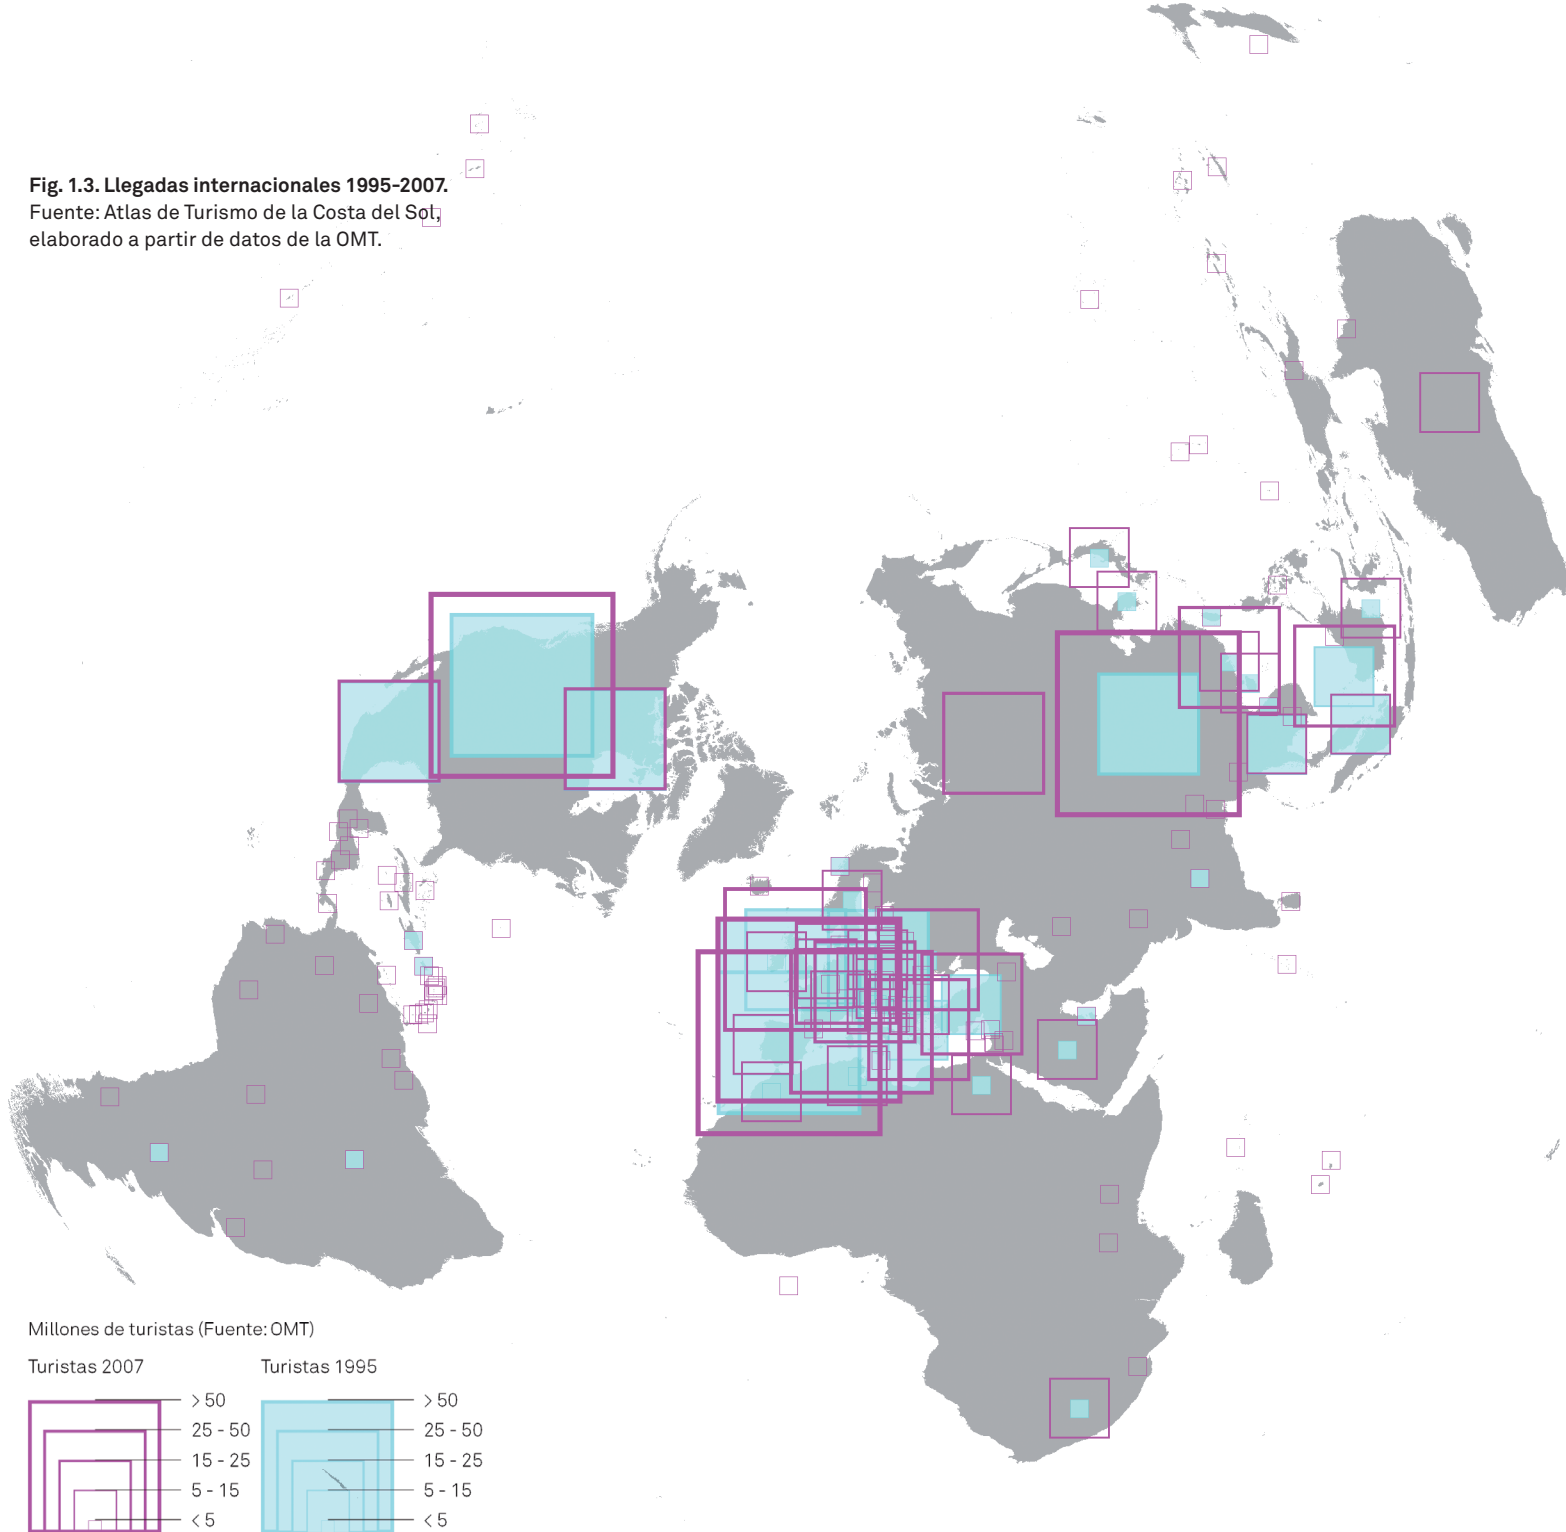 Fig. 1.3. Llegadas internacionales 1995-2007.
Fuente: Atlas de Turismo de la Costa del Sol,
elaborado a partir de datos de la OMT.
Millones de turistas (Fuente: OMT)
Turistas 2007
> 50
25 - 50
15 - 25
5 - 15
< 5
Turistas 1995
> 50
25 - 50
15 - 25
5 - 15
< 5